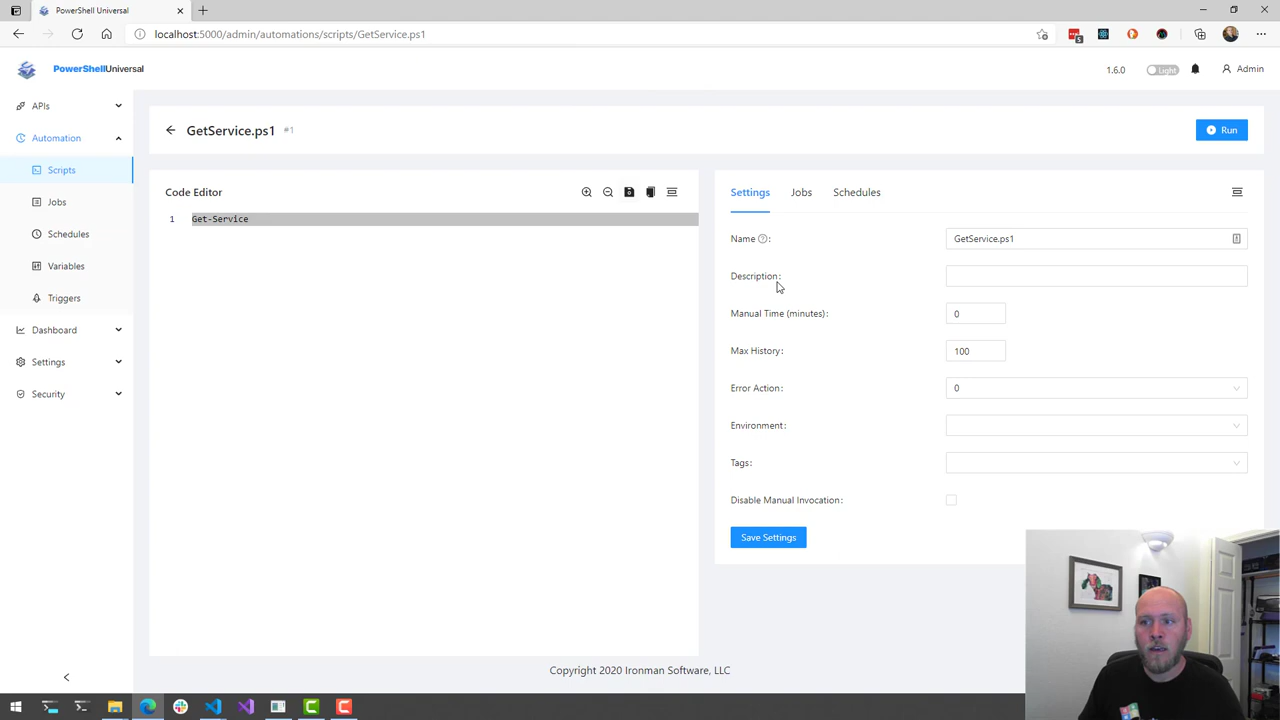 PowerShell Universal
localhost:5000/admin/automations/scripts/GetService.ps1
5
PowerShellUniversal
1.6.0
Light
Admin
APIs
Automation
Scripts
Jobs
Schedules
Variables
Triggers
Dashboard
Settings
Security
GetService.ps1 #1
Run
Code Editor
1 Get-Service
Settings Jobs Schedules
Name : GetService.ps1
Description:
Manual Time (minutes): 0
Max History: 100
Error Action: 0
Environment:
Tags:
Disable Manual Invocation:
Save Settings
Copyright 2020 Ironman Software, LLC